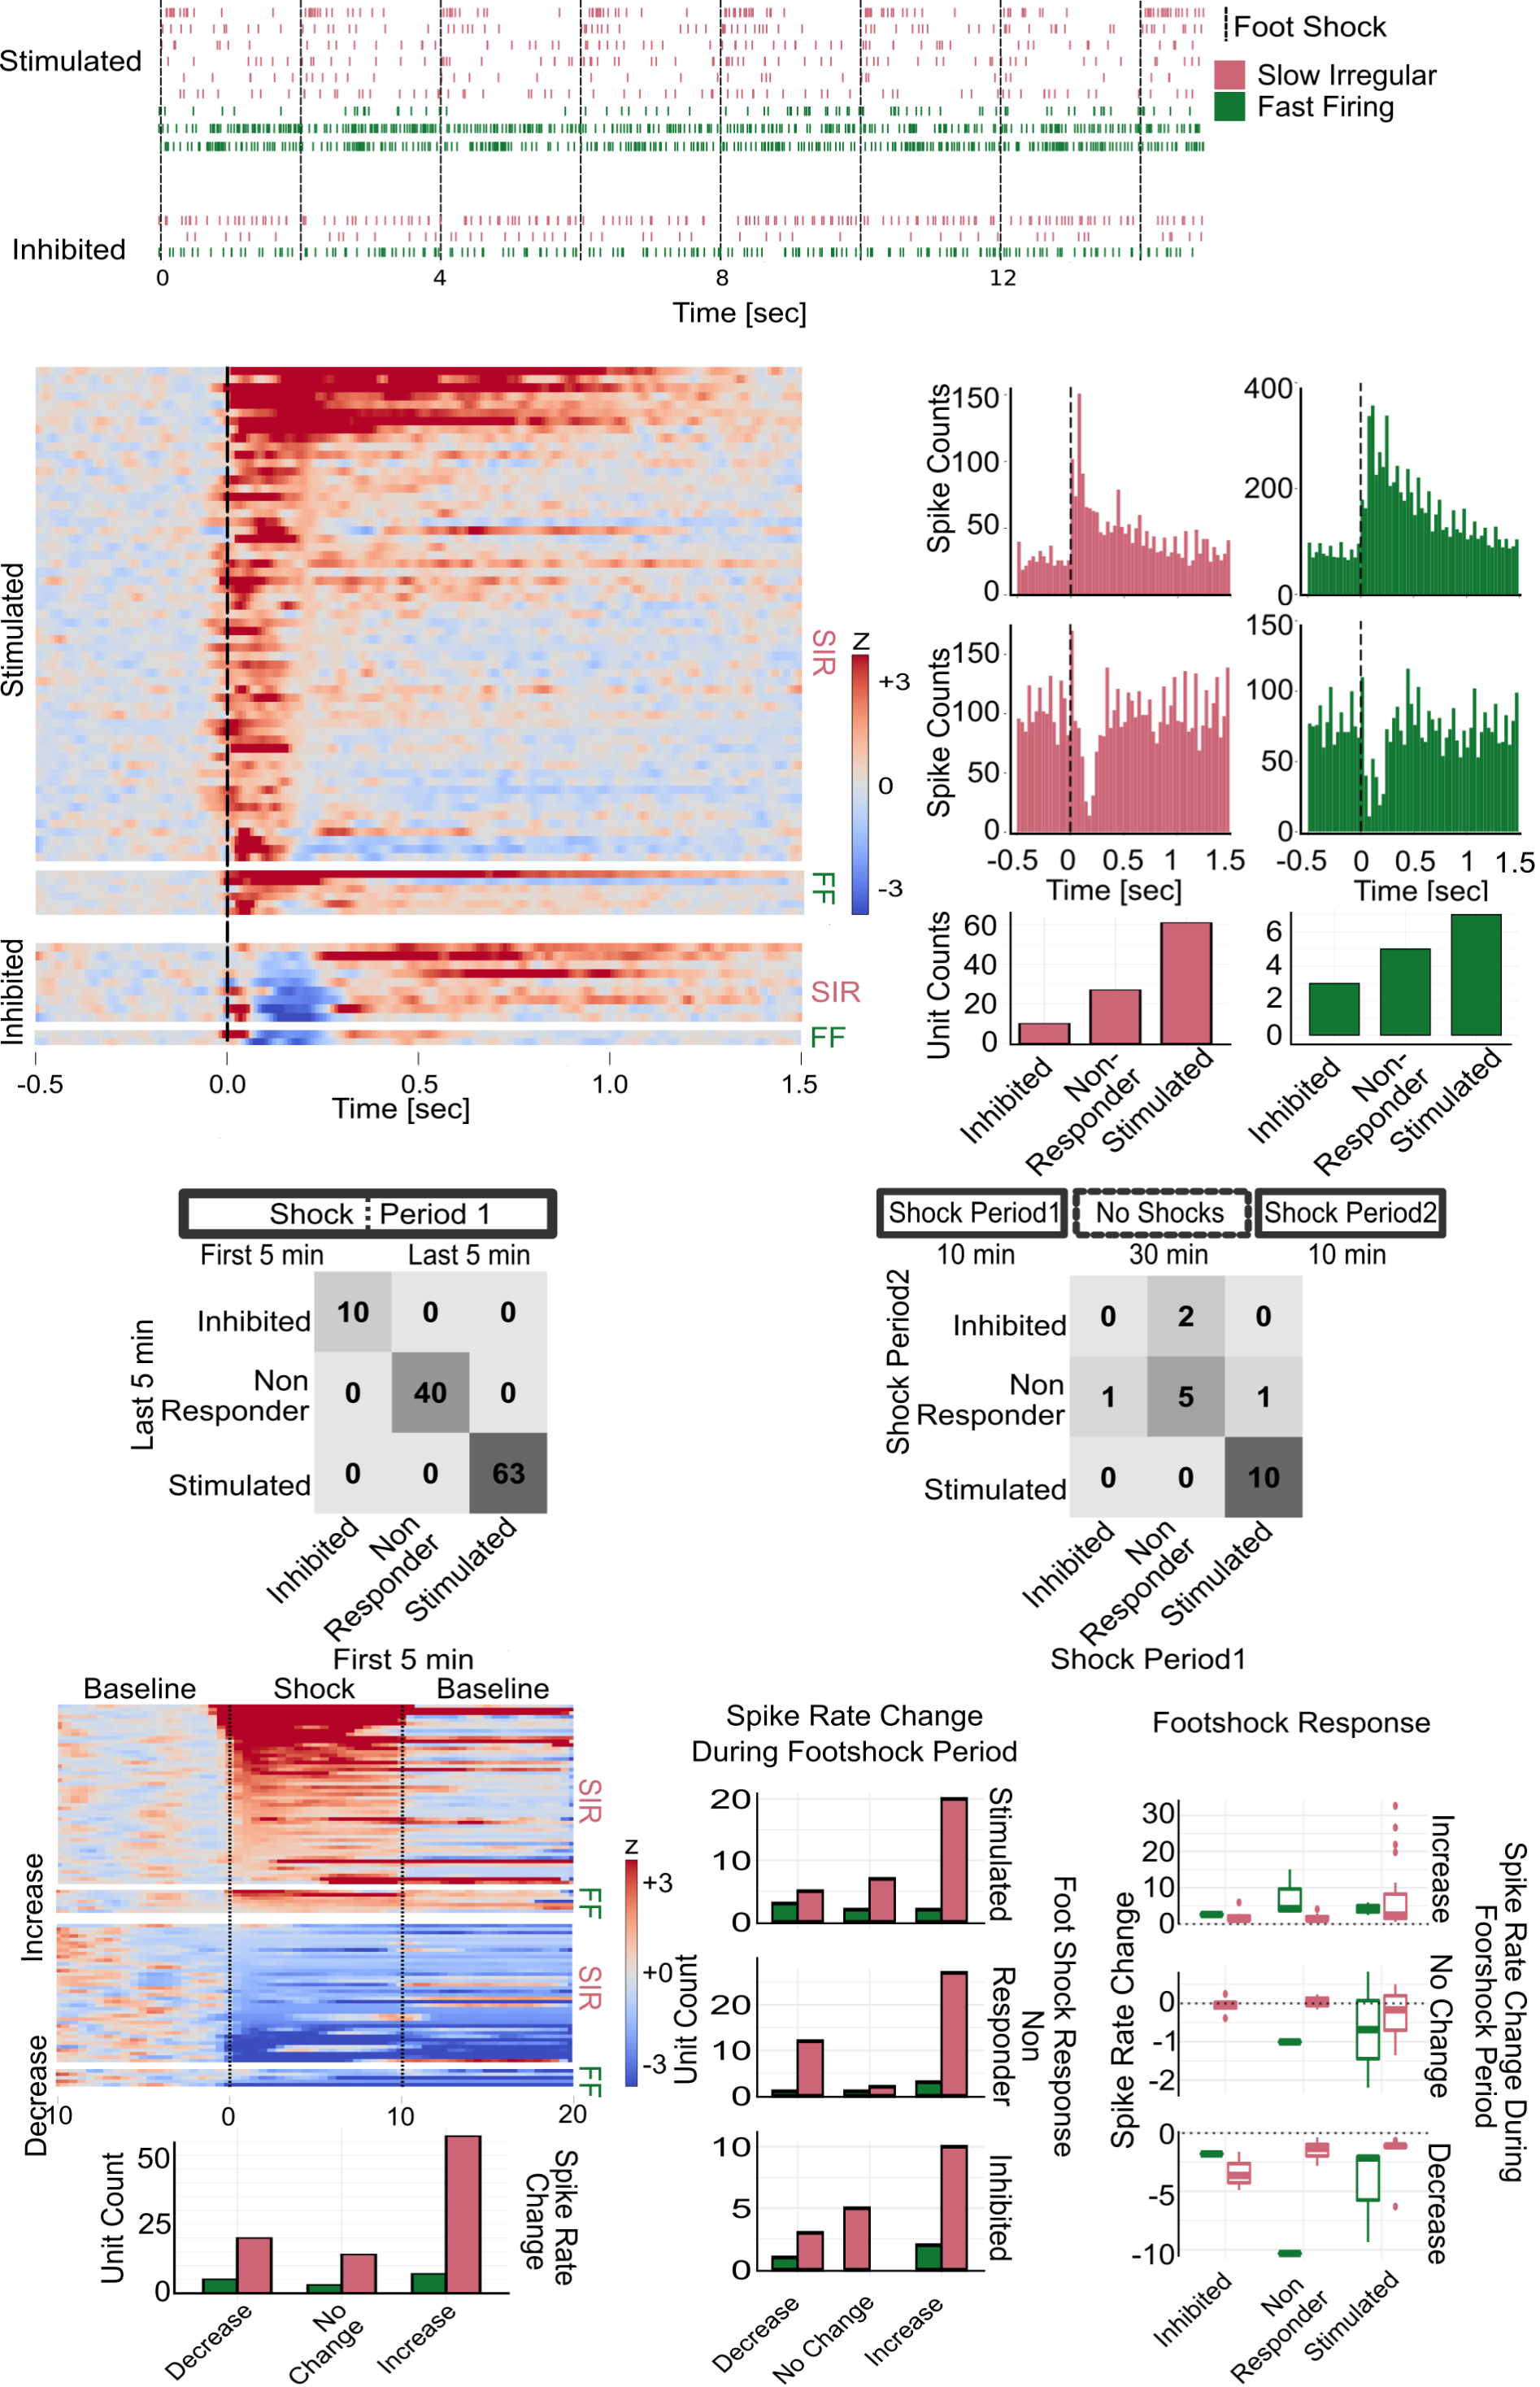 Stimulated
Inhibited
Foot Shock
Slow Irregular
Fast Firing
0 4 8 12
Time [sec]
Stimulated
Inhibited
SIR
FF
SIR
FF
Z
+3
0
-3
-0.5 0.0 0.5 1.0 1.5
Time [sec]
Spike Counts
150
100
50
0
400
200
0
Spike Counts
150
100
50
0
150
100
50
0
-0.5 0 0.5 1 1.5
Time [sec]
-0.5 0 0.5 1 1.5
Time [sec]
Unit Counts
60
40
20
0
6
4
2
0
Inhibited
Non-
Responder
Stimulated
Inhibited
Non-
Responder
Stimulated
Shock Period 1
First 5 min Last 5 min
Last 5 min
Inhibited 10 0 0
Non
Responder
0 40 0
Stimulated 0 0 63
Inhibited
Non
Responder
Stimulated
First 5 min
Shock Period1 No Shocks Shock Period2
10 min 30 min 10 min
Shock Period2
Inhibited 0 2 0
Non
Responder
1 5 1
Stimulated 0 0 10
Inhibited
Non
Responder
Stimulated
Shock Period1
Baseline Shock Baseline
Increase
Decrease
SIR
FF
SIR
FF
Z
+3
+0
-3
10 0 10 20
Unit Count
50
25
0
Decrease
No
Change
Increase
Spike Rate
Change
Spike Rate Change
During Footshock Period
Unit Count
20
10
0
Stimulated
20
10
0
Non
Responder
10
5
0
Inhibited
Foot Shock Response
Decrease
No Change
Increase
Footshock Response
Spike Rate Change
30
20
10
0
Increase
0
-1
-2
No Change
0
-5
-10
Decrease
Spike Rate Change During
Foorshock Period
Inhibited
Non
Responder
Stimulated